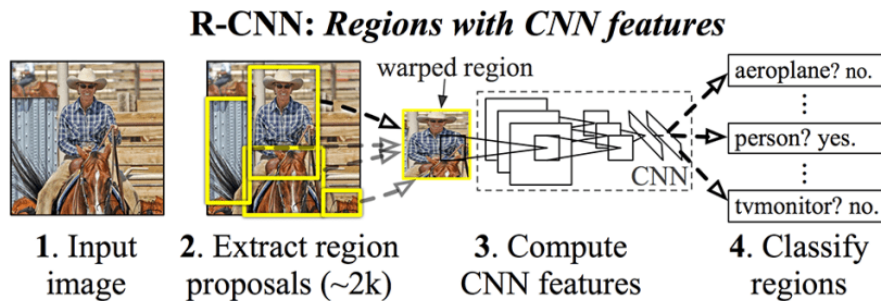 R-CNN: Regions with CNN features
warped region
aeroplane? no.
person? yes.
tvmonitor? no.
CNN
1. Input
image
2. Extract region
proposals (~2k)
3. Compute
CNN features
4. Classify
regions